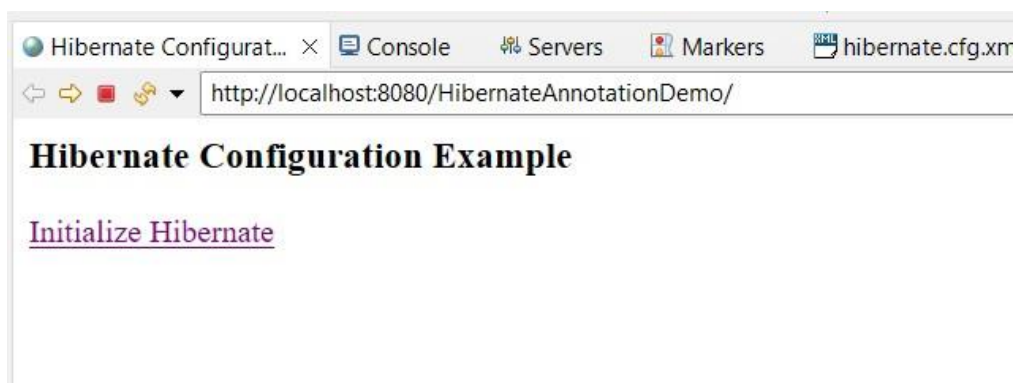 Hibernate Configurat... Console Servers Markers hibernate.cfg.xm
http://localhost:8080/HibernateAnnotationDemo/
Hibernate Configuration Example
Initialize Hibernate